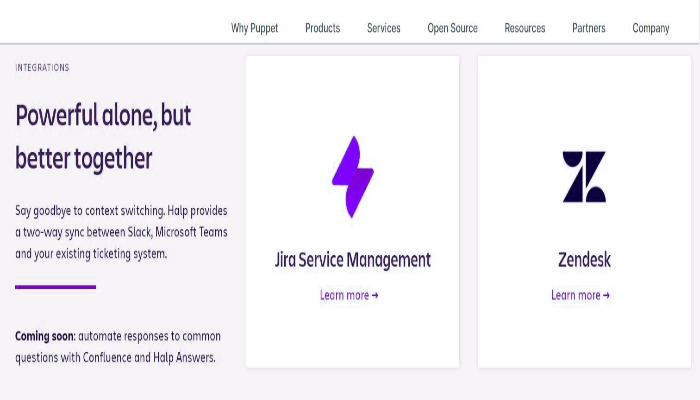 Why Puppet Products Services Open Source Resources Partners Company
INTEGRATIONS
Powerful alone, but
better together
Say goodbye to context switching. Halp provides
a two-way sync between Slack, Microsoft Teams
and your existing ticketing system.
Coming soon: automate responses to common
questions with Confluence and Halp Answers.
Jira Service Management
Learn more →
Zendesk
Learn more →